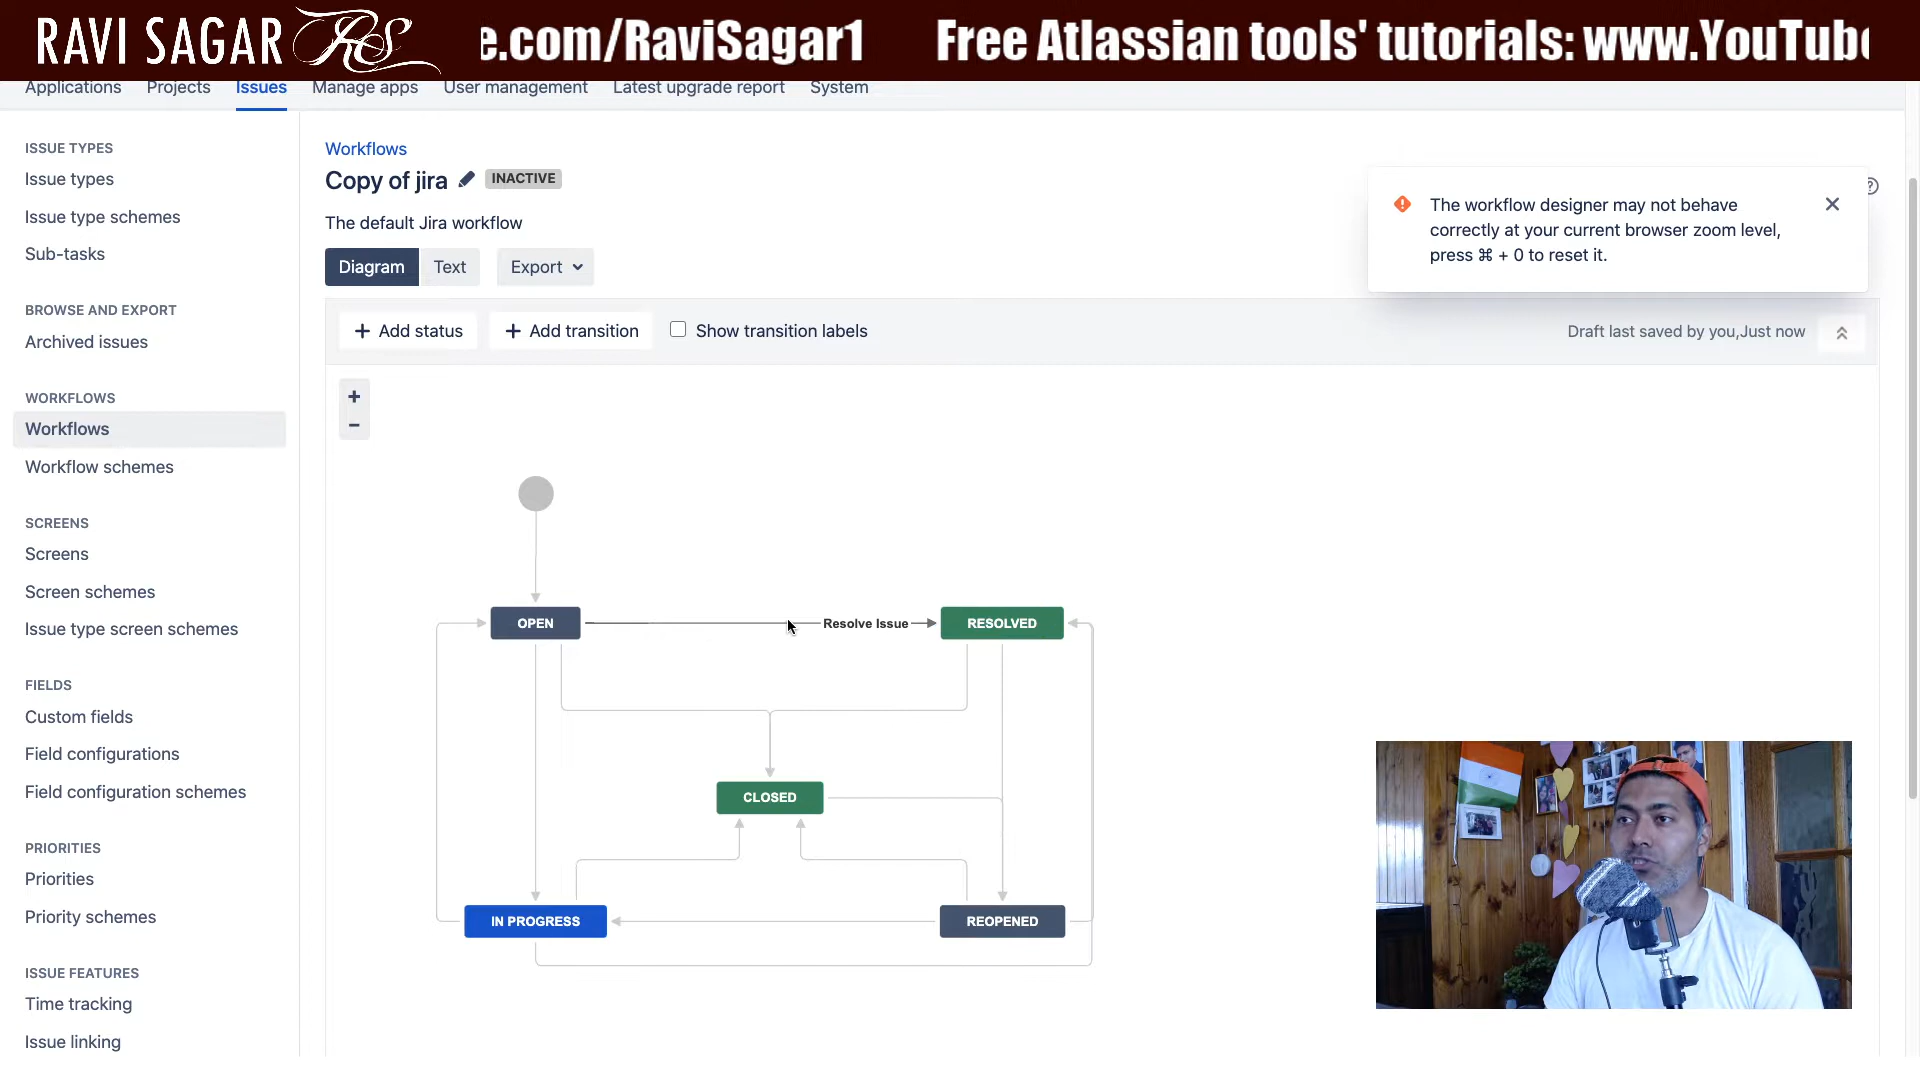 RAVI SAGAR RS
e.com/RaviSagar1 Free Atlassian tools' tutorials: www.YouTub
Applications Projects Issues Manage apps User management Latest upgrade report System
ISSUE TYPES
Issue types
Issue type schemes
Sub-tasks
BROWSE AND EXPORT
Archived issues
WORKFLOWS
Workflows
Workflow schemes
SCREENS
Screens
Screen schemes
Issue type screen schemes
FIELDS
Custom fields
Field configurations
Field configuration schemes
PRIORITIES
Priorities
Priority schemes
ISSUE FEATURES
Time tracking
Issue linking
Workflows
Copy of jira INACTIVE
The default Jira workflow
Diagram Text Export
The workflow designer may not behave
correctly at your current browser zoom level,
press ⌘ + 0 to reset it.
+ Add status + Add transition Show transition labels Draft last saved by you,Just now
+
−
OPEN Resolve Issue RESOLVED
CLOSED
IN PROGRESS REOPENED